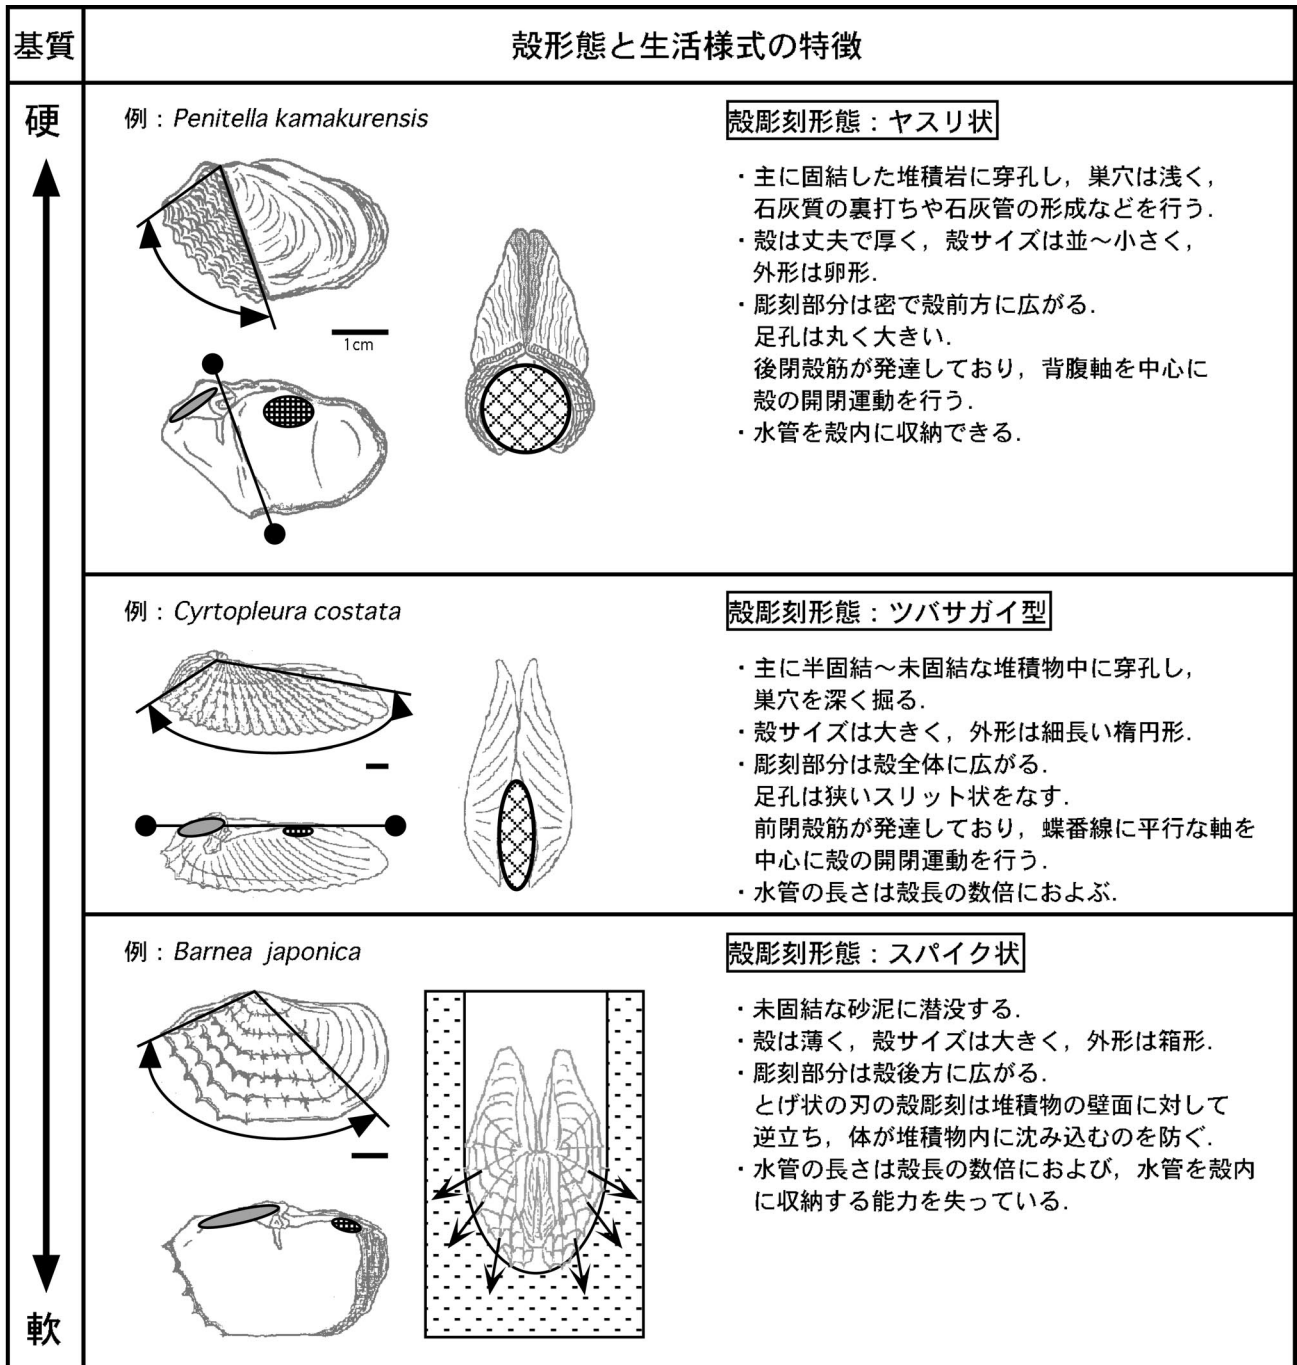 基質
殻形態と生活様式の特徴
硬
例：Penitella kamakurensis
1cm
殻彫刻形態：ヤスリ状
・主に固結した堆積岩に穿孔し，巣穴は浅く，
石灰質の裏打ちや石灰管の形成などを行う．
・殻は丈夫で厚く，殻サイズは並～小さく，
外形は卵形．
・彫刻部分は密で殻前方に広がる．
足孔は丸く大きい．
後閉殻筋が発達しており，背腹軸を中心に
殻の開閉運動を行う．
・水管を殻内に収納できる．
例：Cyrtopleura costata
殻彫刻形態：ツバサガイ型
・主に半固結～未固結な堆積物中に穿孔し，
巣穴を深く掘る．
・殻サイズは大きく，外形は細長い楕円形．
・彫刻部分は殻全体に広がる．
足孔は狭いスリット状をなす．
前閉殻筋が発達しており，蝶番線に平行な軸を
中心に殻の開閉運動を行う．
・水管の長さは殻長の数倍におよぶ．
例：Barnea japonica
殻彫刻形態：スパイク状
・未固結な砂泥に潜没する．
・殻は薄く，殻サイズは大きく，外形は箱形．
・彫刻部分は殻後方に広がる．
とげ状の刃の殻彫刻は堆積物の壁面に対して
逆立ち，体が堆積物内に沈み込むのを防ぐ．
・水管の長さは殻長の数倍におよび，水管を殻内
に収納する能力を失っている．
軟